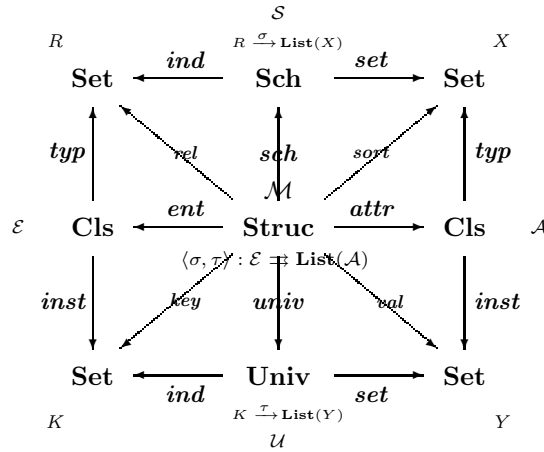 𝒮
R R →σ List(X) X
Set ind Sch set Set
typ rel sch sort typ
ℳ
ℰ Cls ent Struc attr Cls 𝒜
⟨σ, τ⟩ : ℰ ⇉ List(𝒜)
inst key univ val inst
Set ind Univ set Set
K K →τ List(Y) Y
𝒰